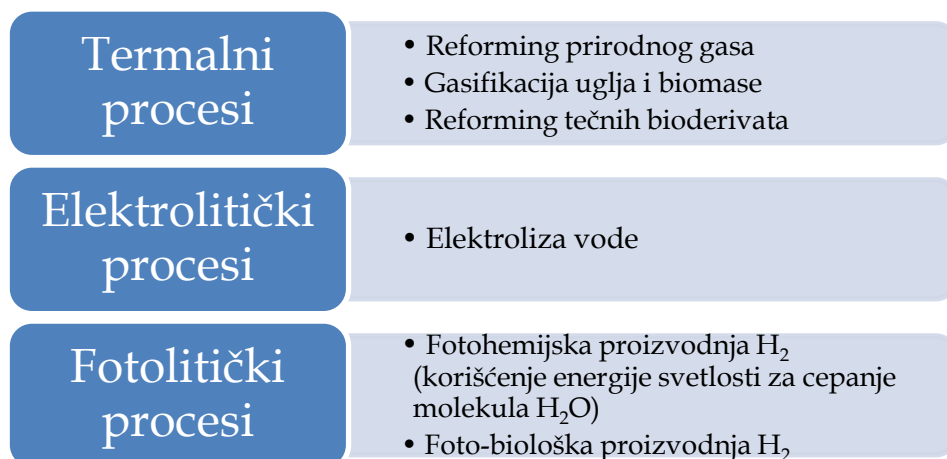 Termalni
procesi
• Reforming prirodnog gasa
• Gasifikacija uglja i biomase
• Reforming tečnih bioderivata
Elektrolitički
procesi
• Elektroliza vode
Fotolitički
procesi
• Fotohemijska proizvodnja H₂
(korišćenje energije svetlosti za cepanje
molekula H₂O)
• Foto-biološka proizvodnja H₂